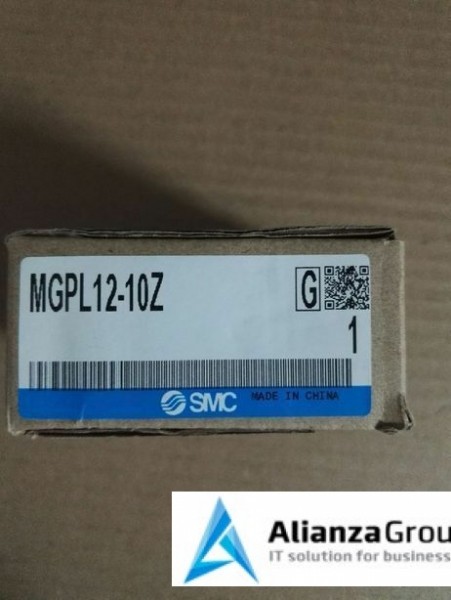 MGPL12-10Z
G
1
SMC MADE IN CHINA
AlianzaGrou
IT solution for business